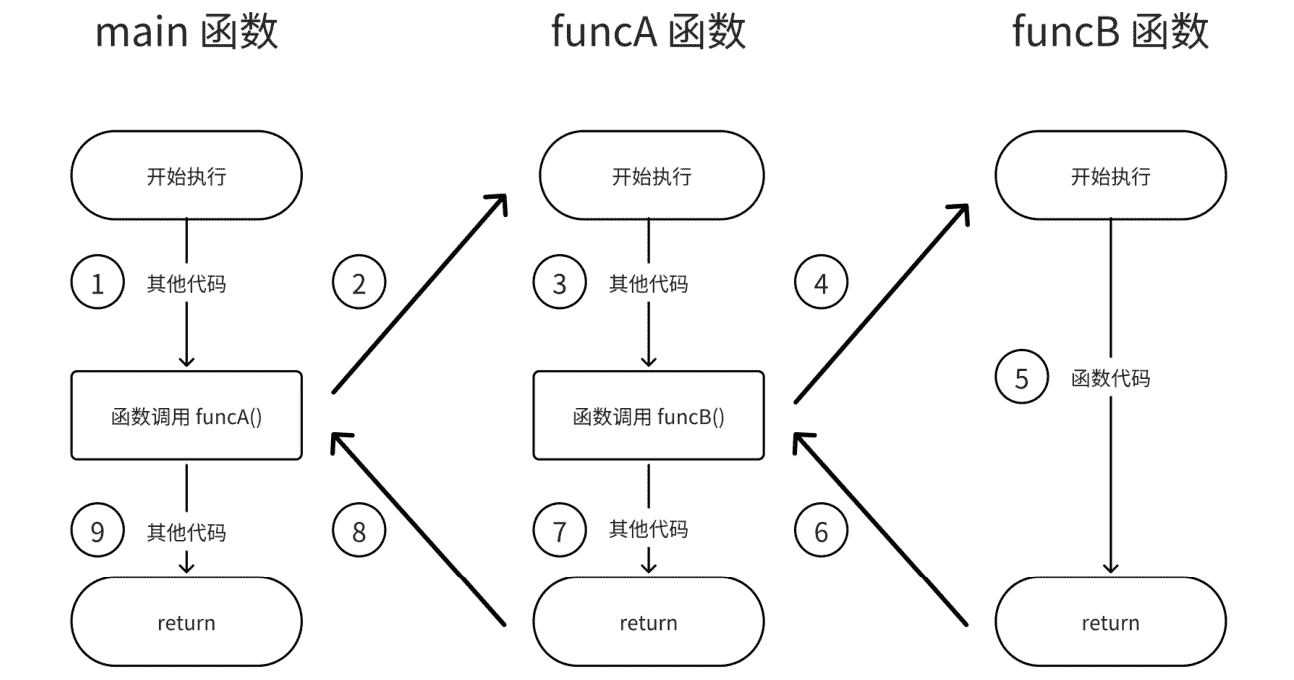 main 函数
funcA 函数
funcB 函数
开始执行
开始执行
开始执行
1
其他代码
2
3
其他代码
4
5
函数代码
函数调用 funcA()
函数调用 funcB()
9
其他代码
8
7
其他代码
6
return
return
return